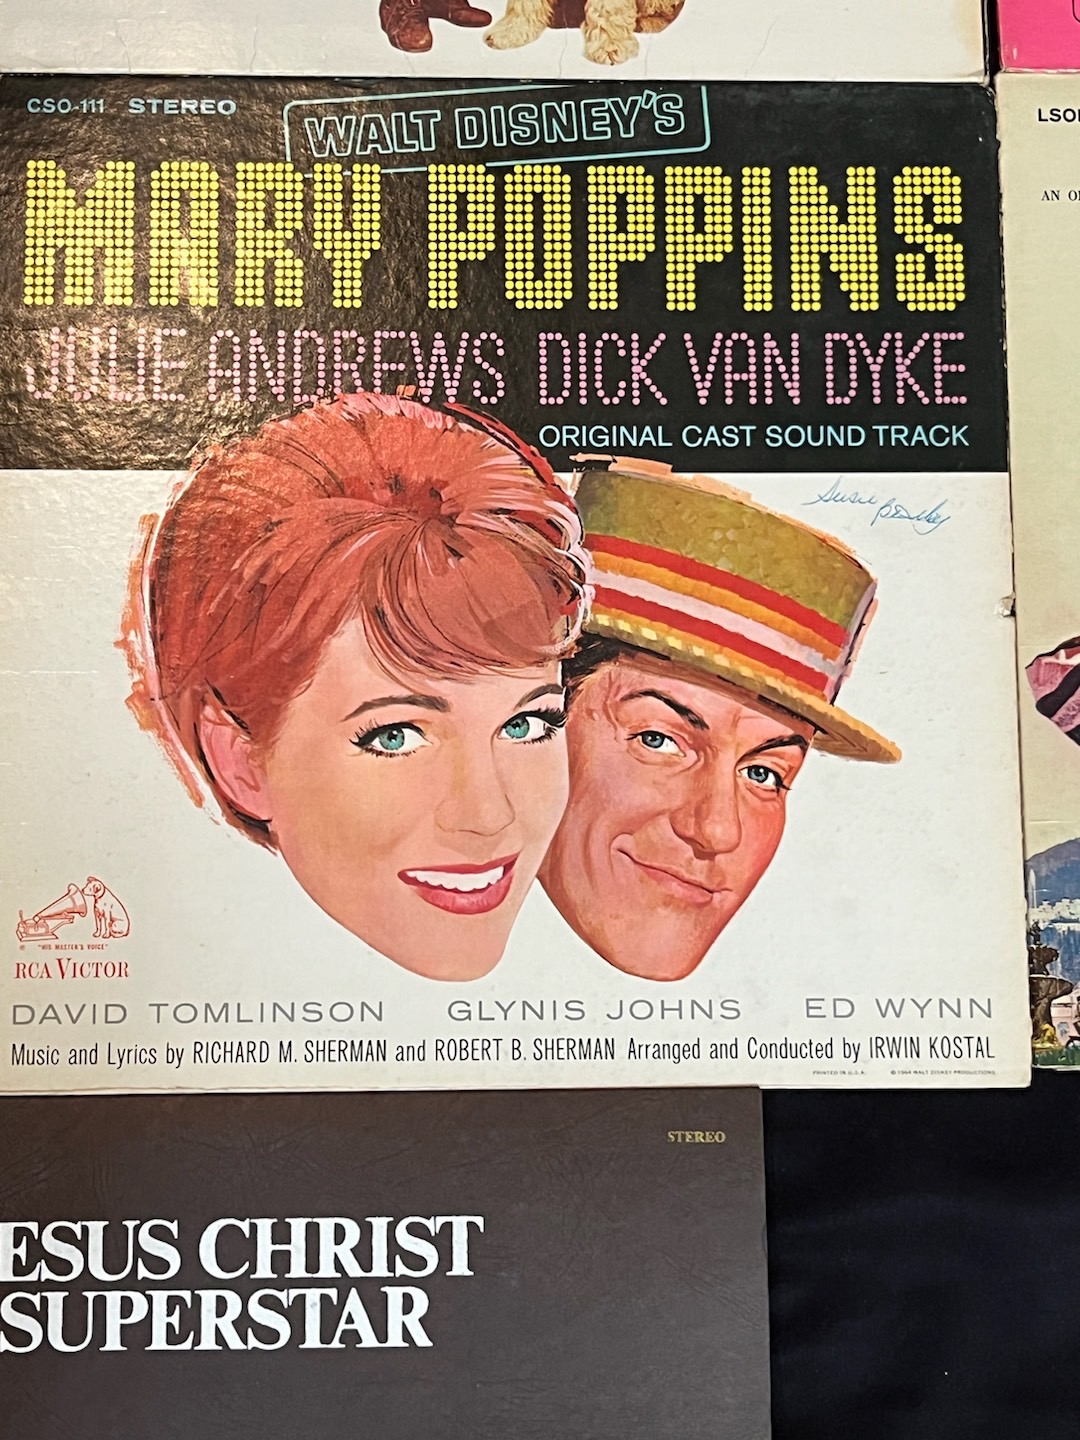 CSO-111 STEREO
WALT DISNEY'S
MARY POPPINS
JULIE ANDREWS DICK VAN DYKE
ORIGINAL CAST SOUND TRACK
Susie
"HIS MASTER'S VOICE"
RCA VICTOR
DAVID TOMLINSON GLYNIS JOHNS ED WYNN
Music and Lyrics by RICHARD M. SHERMAN and ROBERT B. SHERMAN Arranged and Conducted by IRWIN KOSTAL
PRINTED IN U.S.A. © 1964 WALT DISNEY PRODUCTIONS
LSO
AN O
STEREO
ESUS CHRIST
SUPERSTAR